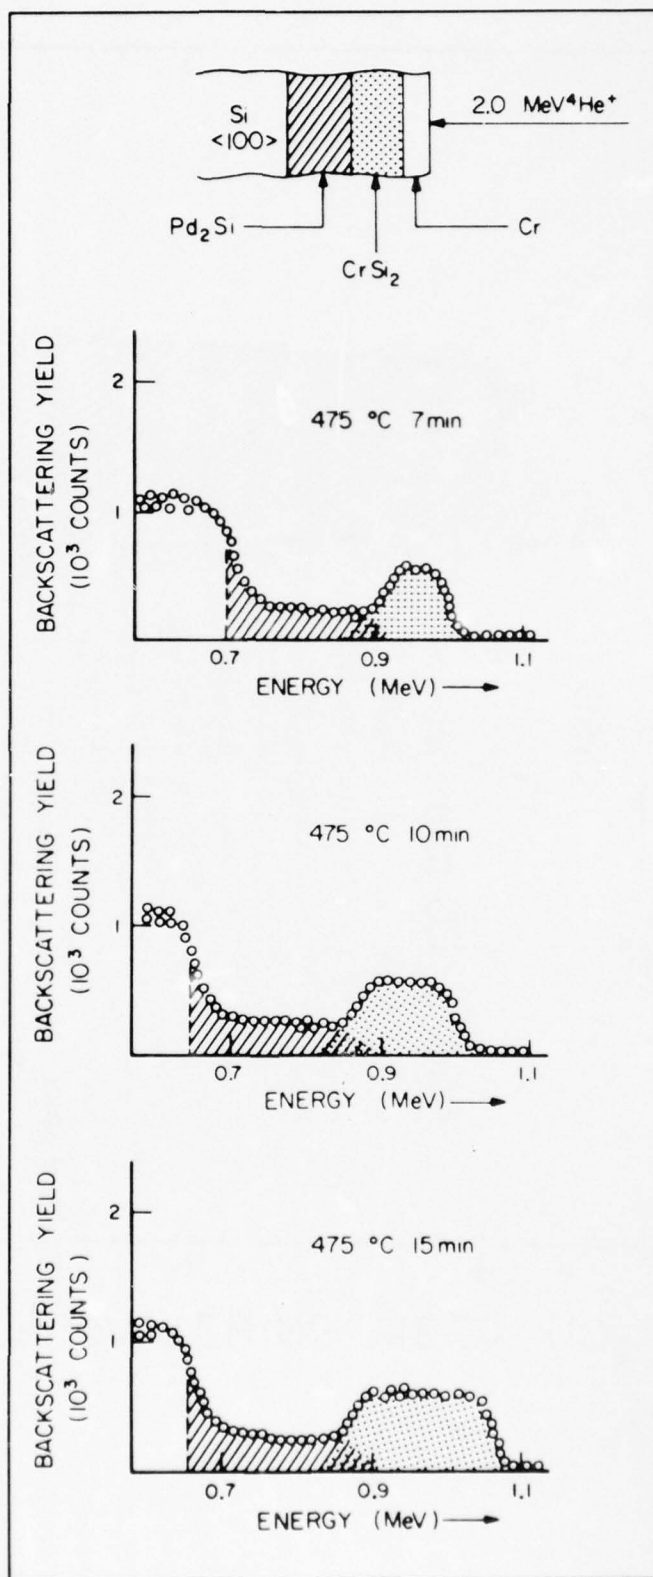 Si
<100>
2.0 MeV ⁴He⁺
Pd₂Si
CrSi₂
Cr
BACKSCATTERING YIELD
(10³ COUNTS)
2
1
475 °C 7min
0.7 0.9 1.1
ENERGY (MeV)
BACKSCATTERING YIELD
(10³ COUNTS)
2
1
475 °C 10min
0.7 0.9 1.1
ENERGY (MeV)
BACKSCATTERING YIELD
(10³ COUNTS)
2
1
475 °C 15min
0.7 0.9 1.1
ENERGY (MeV)